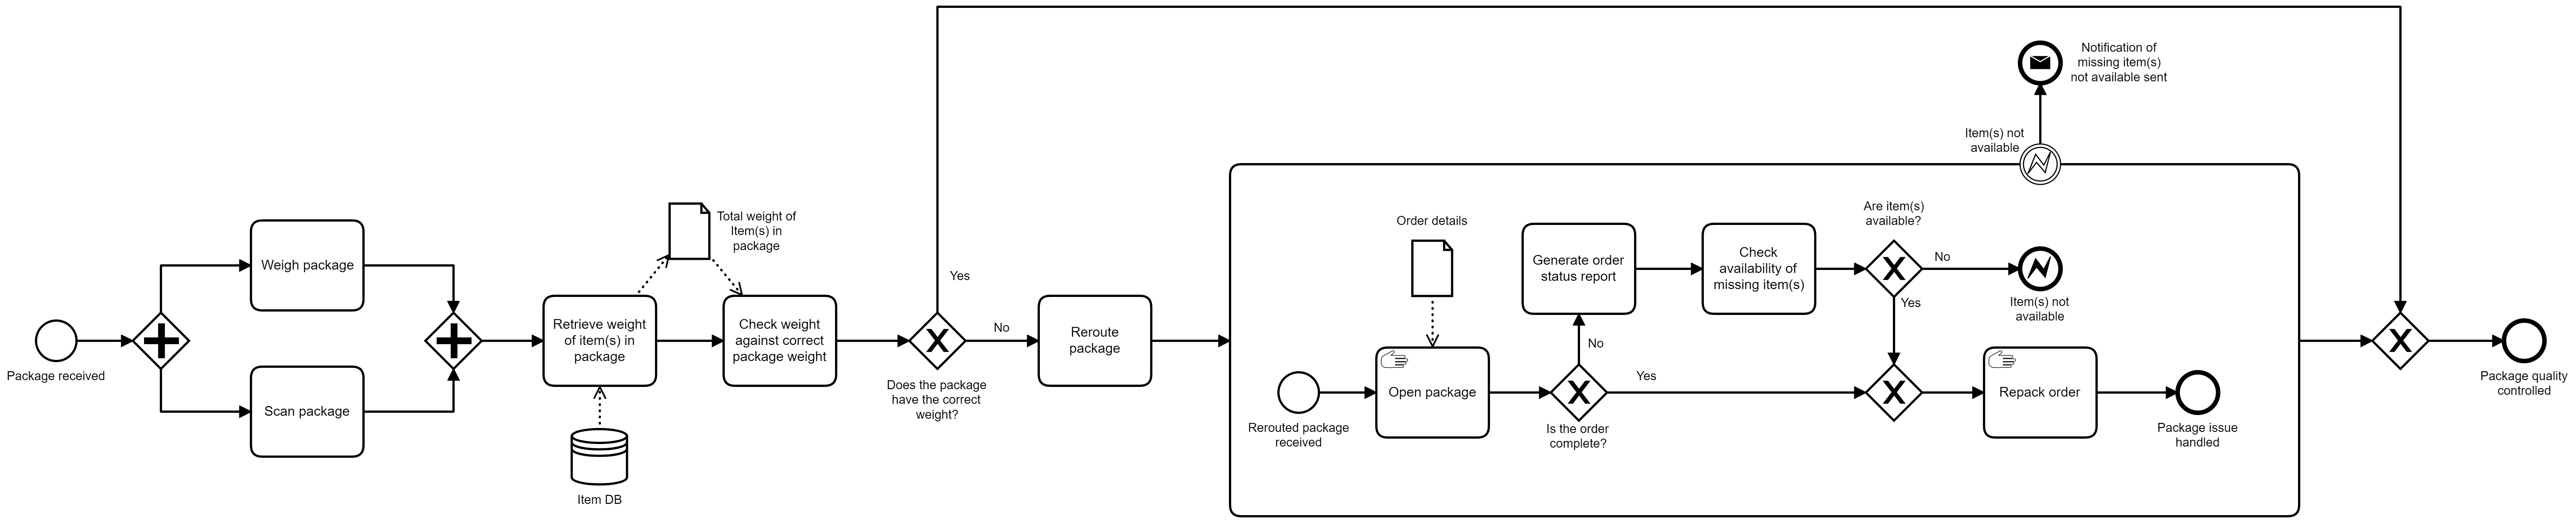 Package received
Weigh package
Scan package
Retrieve weight
of item(s) in
package
Item DB
Total weight of
Item(s) in
package
Check weight
against correct
package weight
Does the package
have the correct
weight?
Yes
No
Reroute
package
Rerouted package
received
Order details
Open package
Is the order
complete?
No
Yes
Generate order
status report
Check
availability of
missing item(s)
Are item(s)
available?
No
Yes
Item(s) not
available
Repack order
Package issue
handled
Item(s) not
available
Notification of
missing item(s)
not available sent
Package quality
controlled